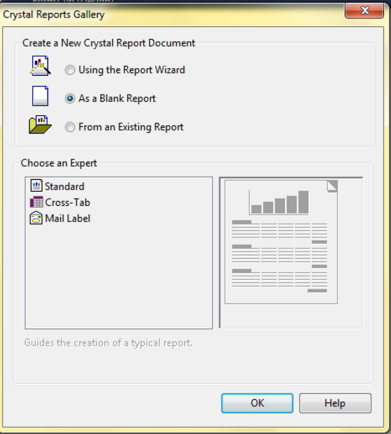 Crystal Reports Gallery
Create a New Crystal Report Document
Using the Report Wizard
As a Blank Report
From an Existing Report
Choose an Expert
Standard
Cross-Tab
Mail Label
Guides the creation of a typical report.
OK
Help